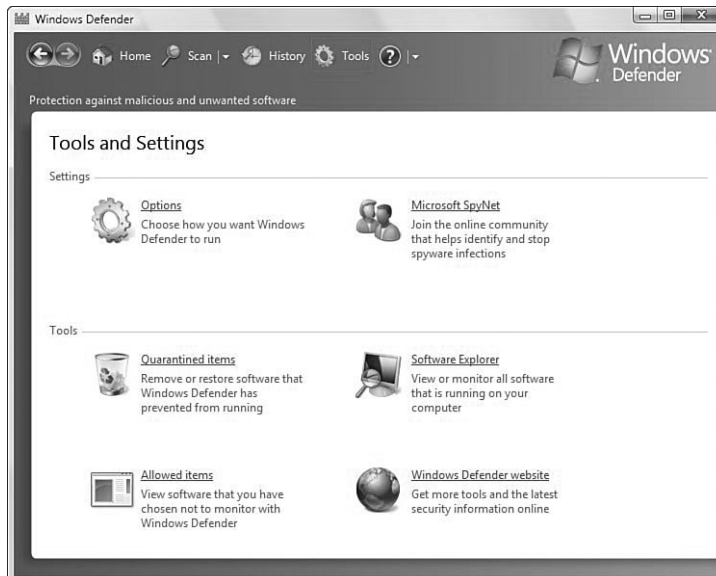 Windows Defender
Home Scan History Tools ?
Windows
Defender
Protection against malicious and unwanted software
Tools and Settings
Settings
Options
Choose how you want Windows
Defender to run
Microsoft SpyNet
Join the online community
that helps identify and stop
spyware infections
Tools
Quarantined items
Remove or restore software that
Windows Defender has
prevented from running
Software Explorer
View or monitor all software
that is running on your
computer
Allowed items
View software that you have
chosen not to monitor with
Windows Defender
Windows Defender website
Get more tools and the latest
security information online